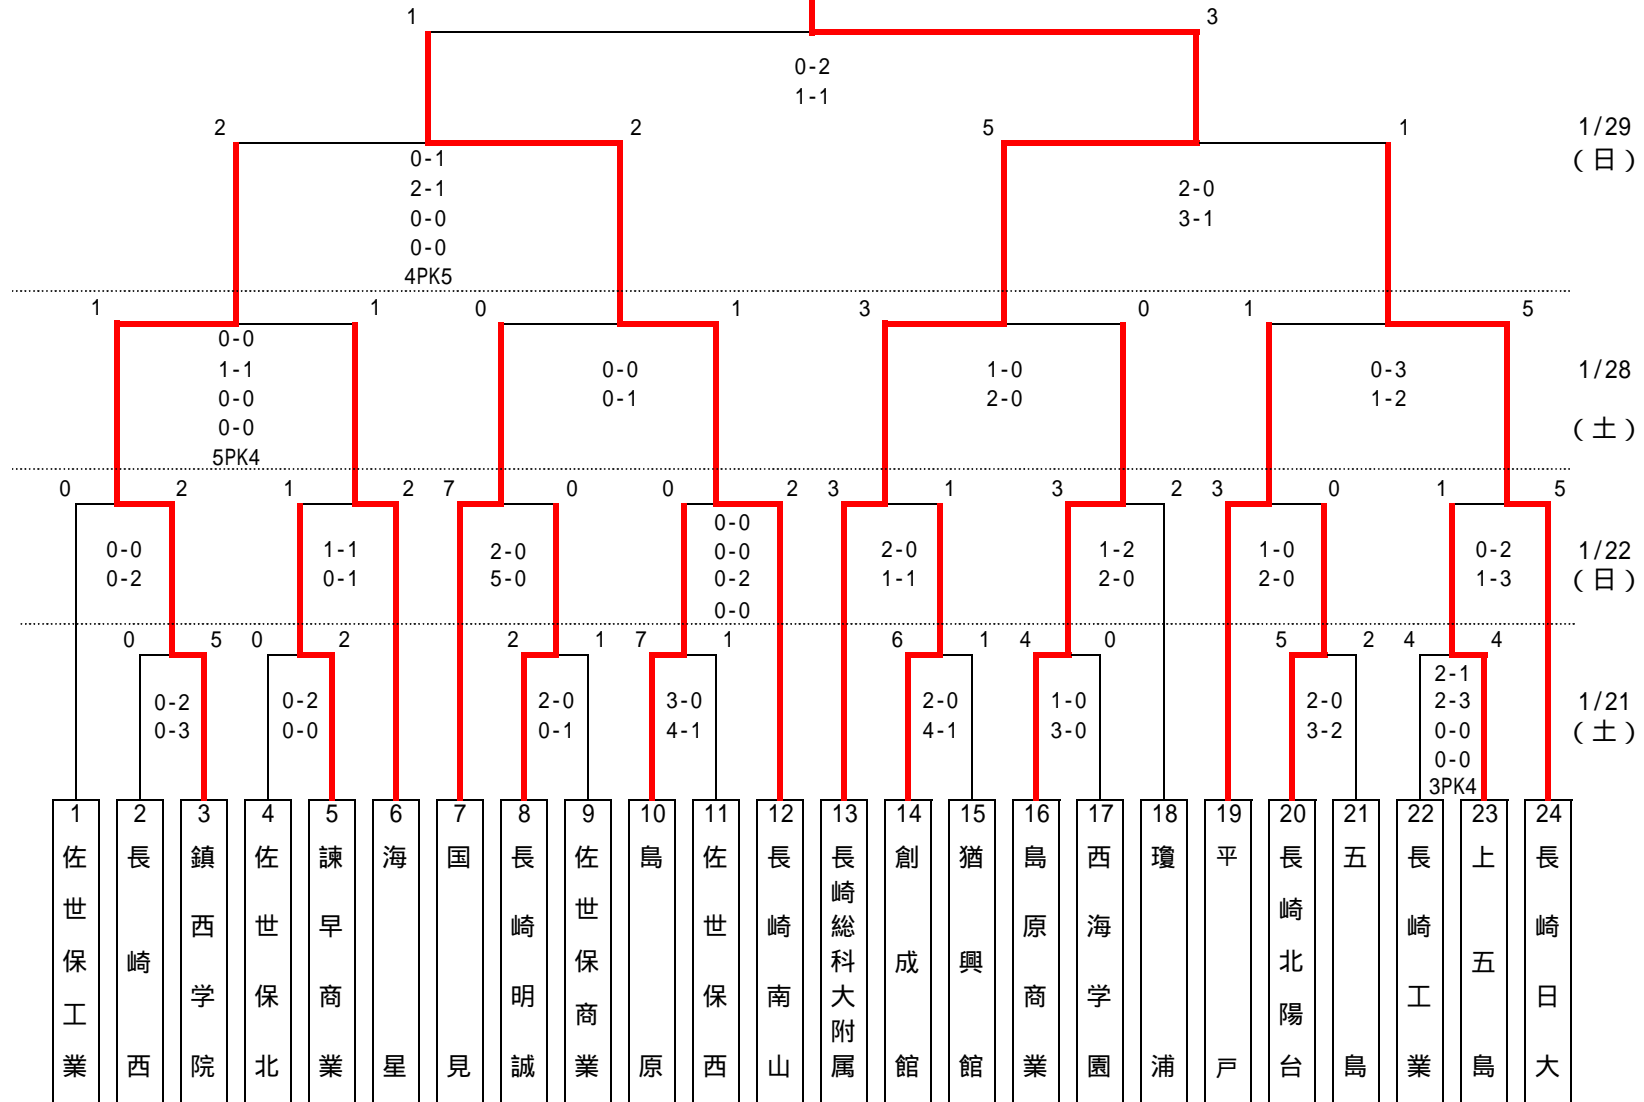 1 3
0-2
1-1
2 2 5 1 1/29
(日)
0-1
2-1 2-0
0-0 3-1
0-0
4PK5
1 1 0 1 3 0 1 5
0-0
1-1 0-0 1-0 0-3 1/28
0-0 0-1 2-0 1-2
0-0 (土)
5PK4
0 2 1 2 7 0 0 2 3 1 3 2 3 0 1 5
0-0
0-0 1-1 2-0 0-0 2-0 1-2 1-0 0-2 1/22
0-2 0-1 5-0 0-2 1-1 2-0 2-0 1-3 (日)
0-0
0 5 0 2 2 1 7 1 6 1 4 0 5 2 4 4
2-1
0-2 0-2 2-0 3-0 2-0 1-0 2-0 2-3 1/21
0-3 0-0 0-1 4-1 4-1 3-0 3-2 0-0 (土)
0-0
3PK4
1 佐世保工業
2 長崎西
3 鎮西学院
4 佐世保北
5 諫早商業
6 海星
7 国見
8 長崎明誠
9 佐世保商業
10 島原
11 佐世保西
12 長崎南山
13 長崎総科大附属
14 創成館
15 猶興館
16 島原商業
17 西海学園
18 瓊浦
19 平戸
20 長崎北陽台
21 五島
22 長崎工業
23 上五島
24 長崎日大